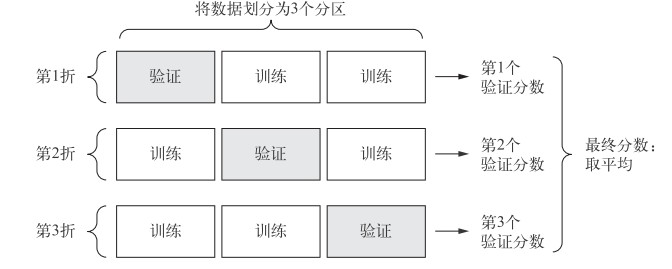 将数据划分为3个分区
第1折
验证
训练
训练
第1个
验证分数
第2折
训练
验证
训练
第2个
验证分数
最终分数：
取平均
第3折
训练
训练
验证
第3个
验证分数